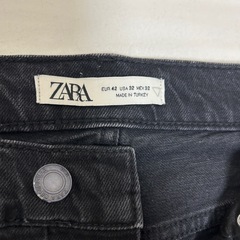 ZARA
EUR 42 USA 32 MEX 32
MADE IN TURKEY